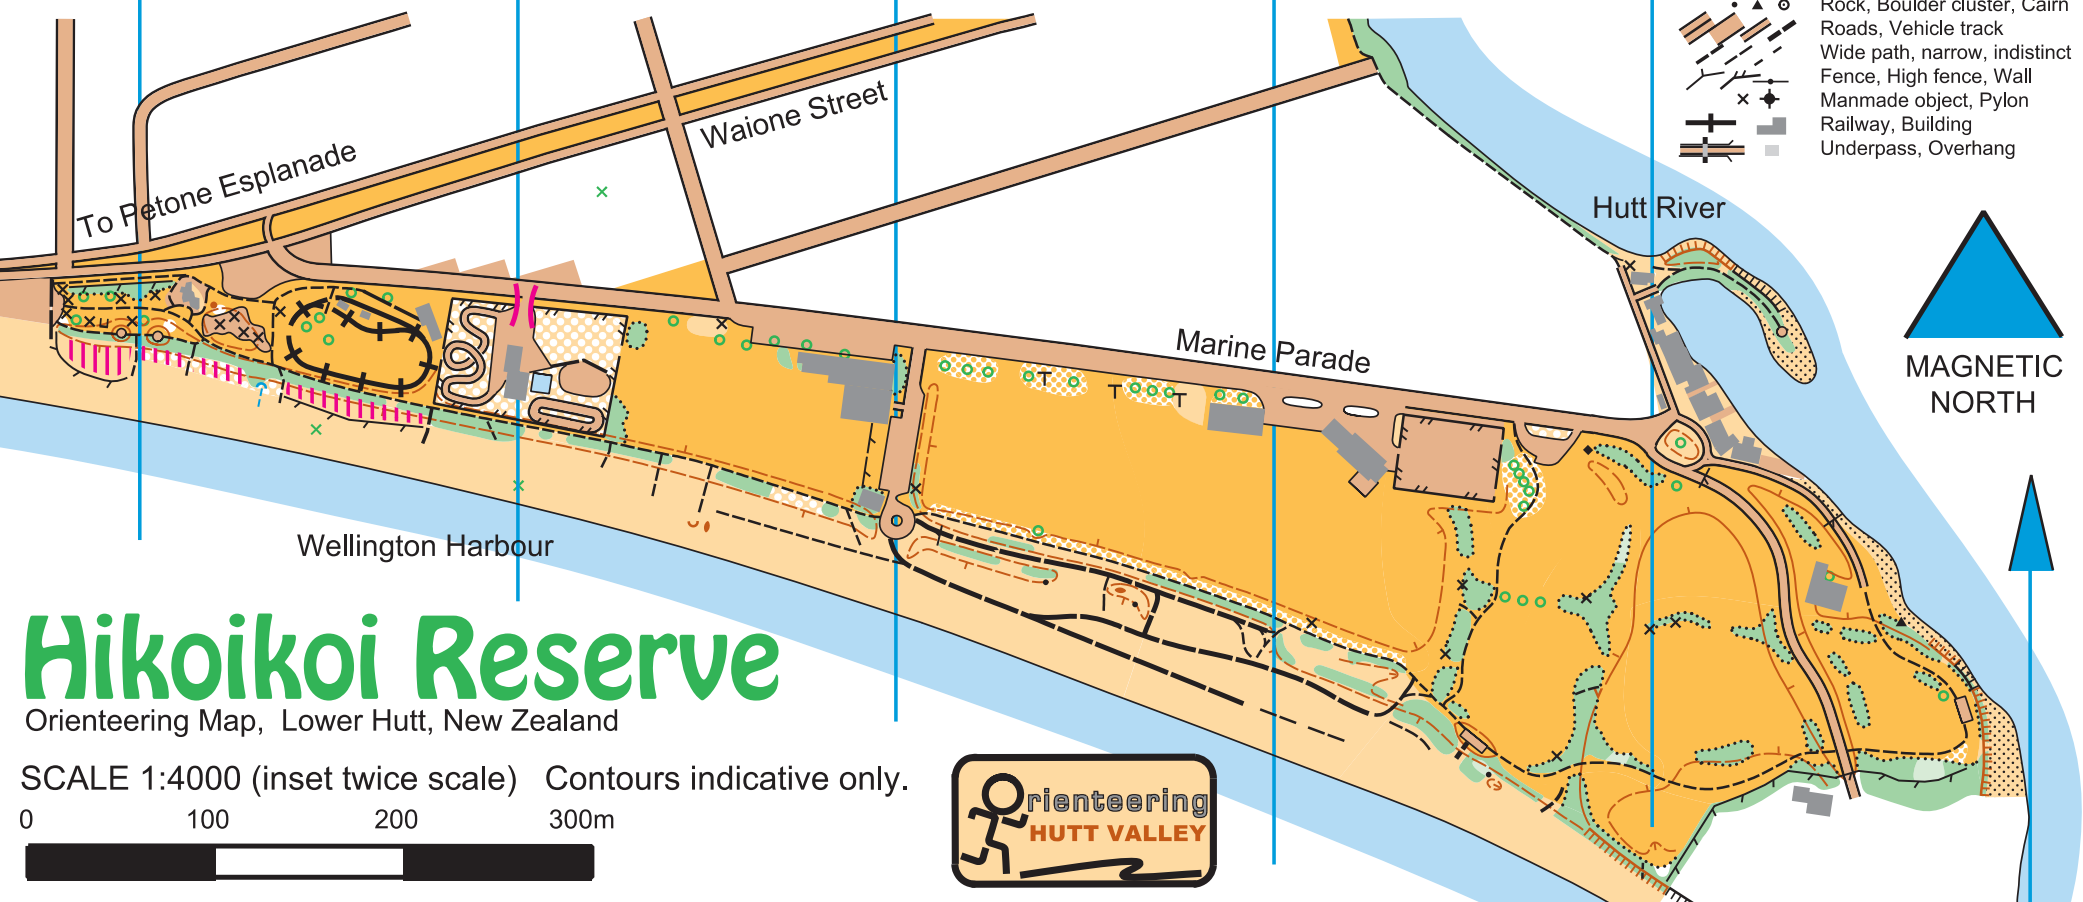 Rock, Boulder cluster, Cairn
Roads, Vehicle track
Wide path, narrow, indistinct
Fence, High fence, Wall
Manmade object, Pylon
Railway, Building
Underpass, Overhang
Waione Street
To Petone Esplanade
Hutt River
Marine Parade
MAGNETIC
NORTH
Wellington Harbour
Hikoikoi Reserve
Orienteering Map, Lower Hutt, New Zealand
SCALE 1:4000 (inset twice scale) Contours indicative only.
0 100 200 300m
Orienteering
HUTT VALLEY